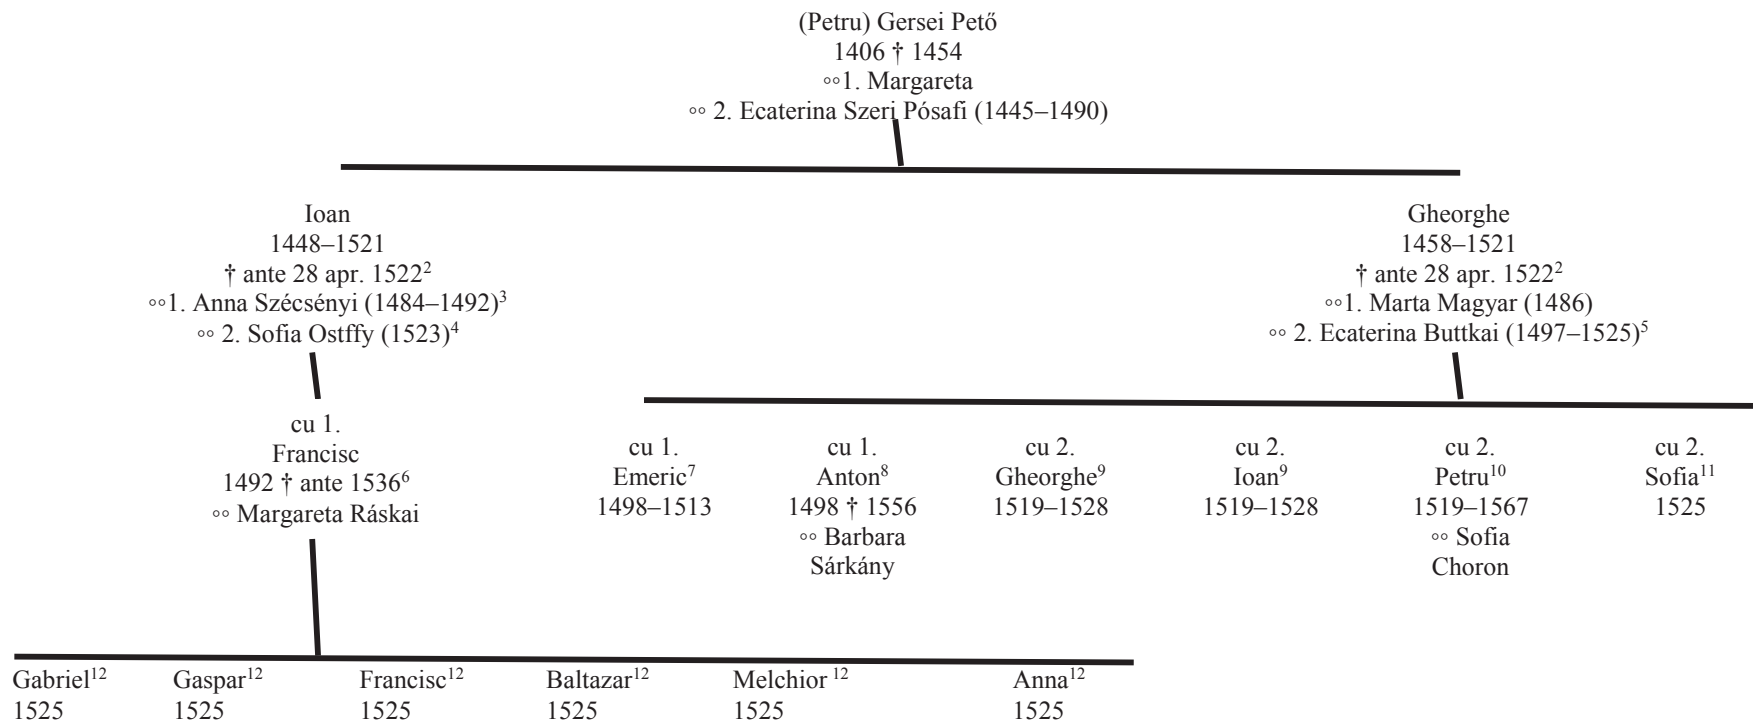 (Petru) Gersei Pető
1406 † 1454
°°1. Margareta
°° 2. Ecaterina Szeri Pósafi (1445–1490)
Ioan
1448–1521
† ante 28 apr. 1522²
°°1. Anna Szécsényi (1484–1492)³
°° 2. Sofia Ostffy (1523)⁴
Gheorghe
1458–1521
† ante 28 apr. 1522²
°°1. Marta Magyar (1486)
°° 2. Ecaterina Buttkai (1497–1525)⁵
cu 1.
Francisc
1492 † ante 1536⁶
°° Margareta Ráskai
cu 1.
Emeric⁷
1498–1513
cu 1.
Anton⁸
1498 † 1556
°° Barbara
Sárkány
cu 2.
Gheorghe⁹
1519–1528
cu 2.
Ioan⁹
1519–1528
cu 2.
Petru¹⁰
1519–1567
°° Sofia
Choron
cu 2.
Sofia¹¹
1525
Gabriel¹²
1525
Gaspar¹²
1525
Francisc¹²
1525
Baltazar¹²
1525
Melchior ¹²
1525
Anna¹²
1525